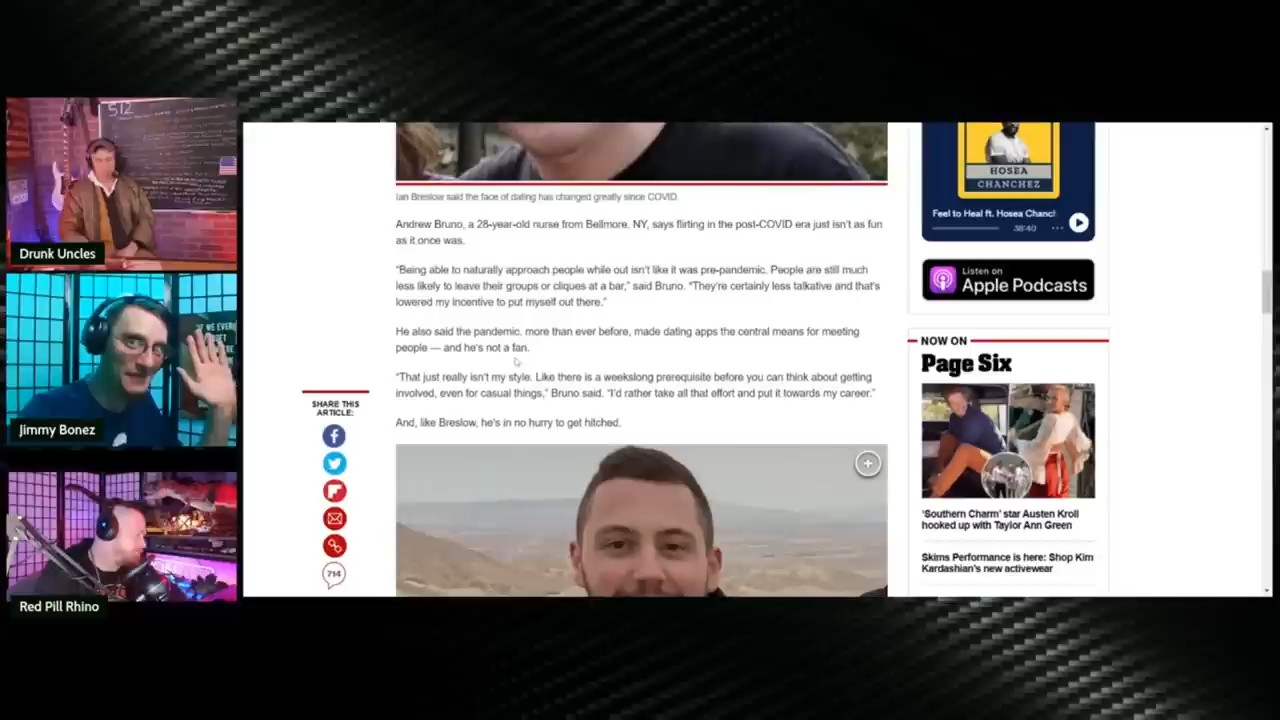 512
Drunk Uncles
Jimmy Bonez
Red Pill Rhino
Ian Breslow said the face of dating has changed greatly since COVID.
Andrew Bruno, a 28-year-old nurse from Bellmore, NY, says flirting in the post-COVID era just isn't as fun
as it once was.
“Being able to naturally approach people while out isn't like it was pre-pandemic. People are still much
less likely to leave their groups or cliques at a bar,” said Bruno. “They're certainly less talkative and that's
lowered my incentive to put myself out there.”
He also said the pandemic, more than ever before, made dating apps the central means for meeting
people — and he's not a fan.
“That just really isn't my style. Like there is a weekslong prerequisite before you can think about getting
involved, even for casual things,” Bruno said. “I'd rather take all that effort and put it towards my career.”
And, like Breslow, he's in no hurry to get hitched.
SHARE THIS
ARTICLE:
714
HOSEA
CHANCHEZ
Feel to Heal ft. Hosea Chanc
38:40
Listen on
Apple Podcasts
NOW ON
Page Six
‘Southern Charm’ star Austen Kroll
hooked up with Taylor Ann Green
Skims Performance is here: Shop Kim
Kardashian's new activewear